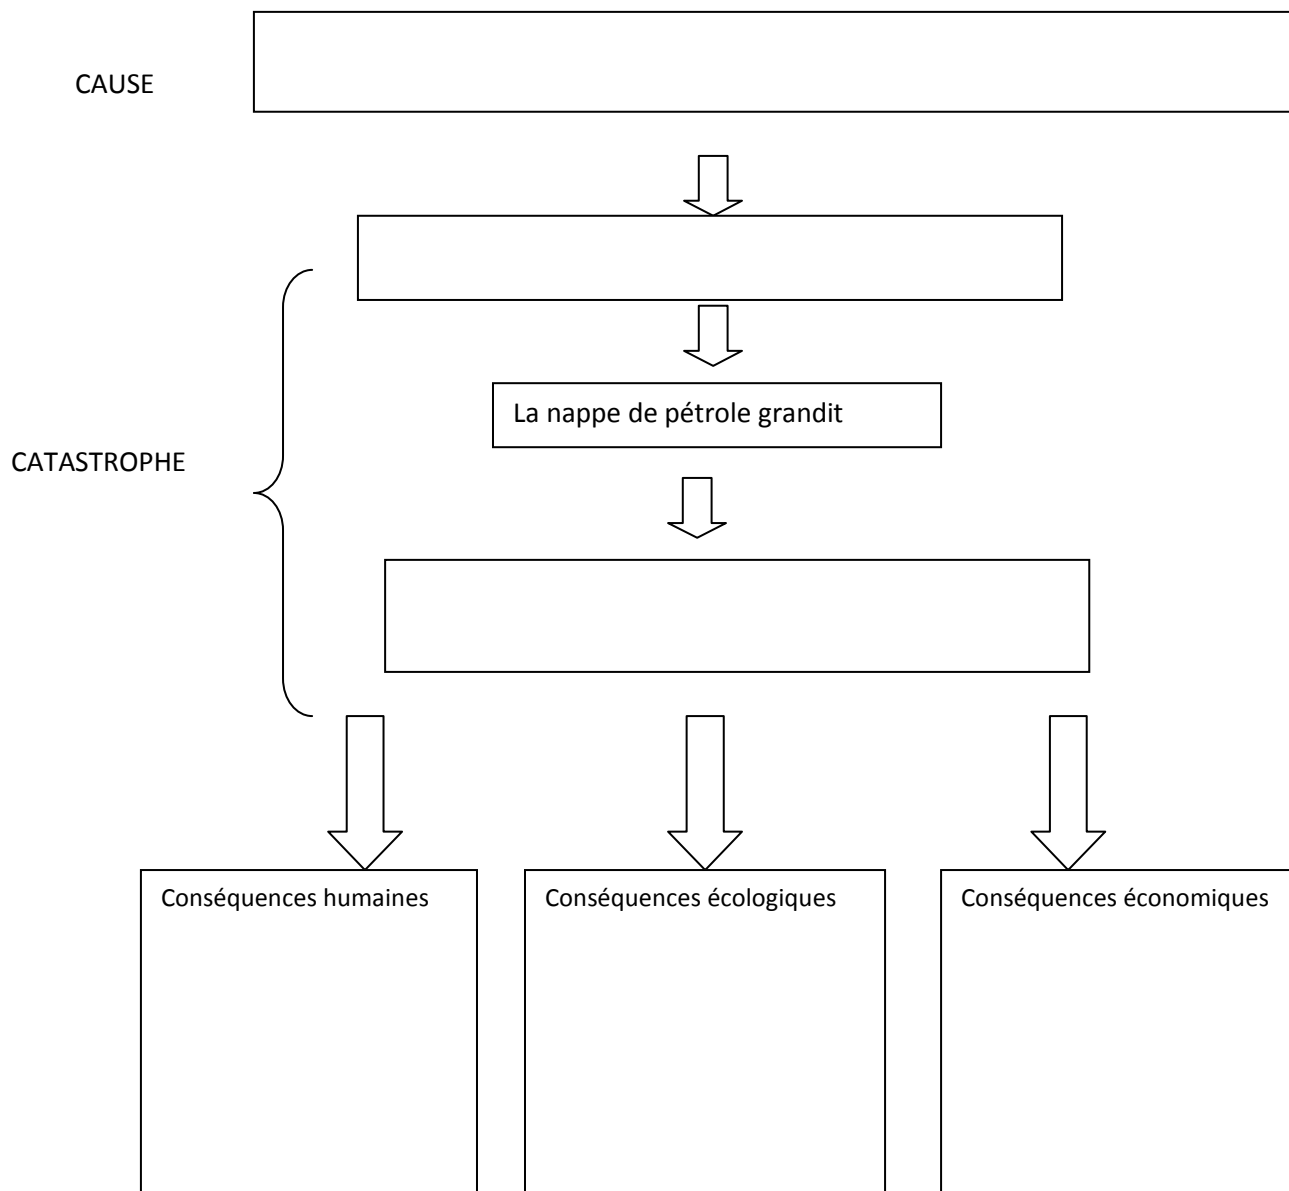 CAUSE
La nappe de pétrole grandit
CATASTROPHE
Conséquences humaines
Conséquences écologiques
Conséquences économiques